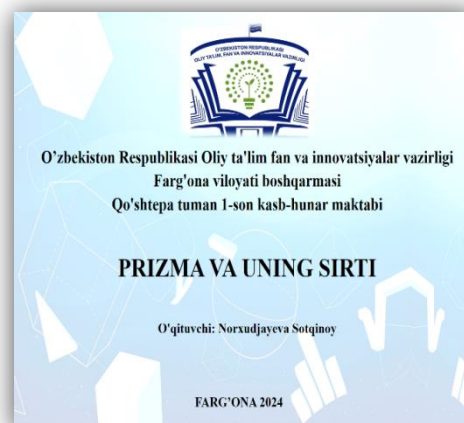 O'ZBEKISTON RESPUBLIKASI
OLIY TA'LIM, FAN VA INNOVATSIYALAR VAZIRLIGI
O'zbekiston Respublikasi Oliy ta'lim fan va innovatsiyalar vazirligi
Farg'ona viloyati boshqarmasi
Qo'shtepa tuman 1-son kasb-hunar maktabi
PRIZMA VA UNING SIRTI
O'qituvchi: Norxudjayeva Sotqinoy
FARG'ONA 2024